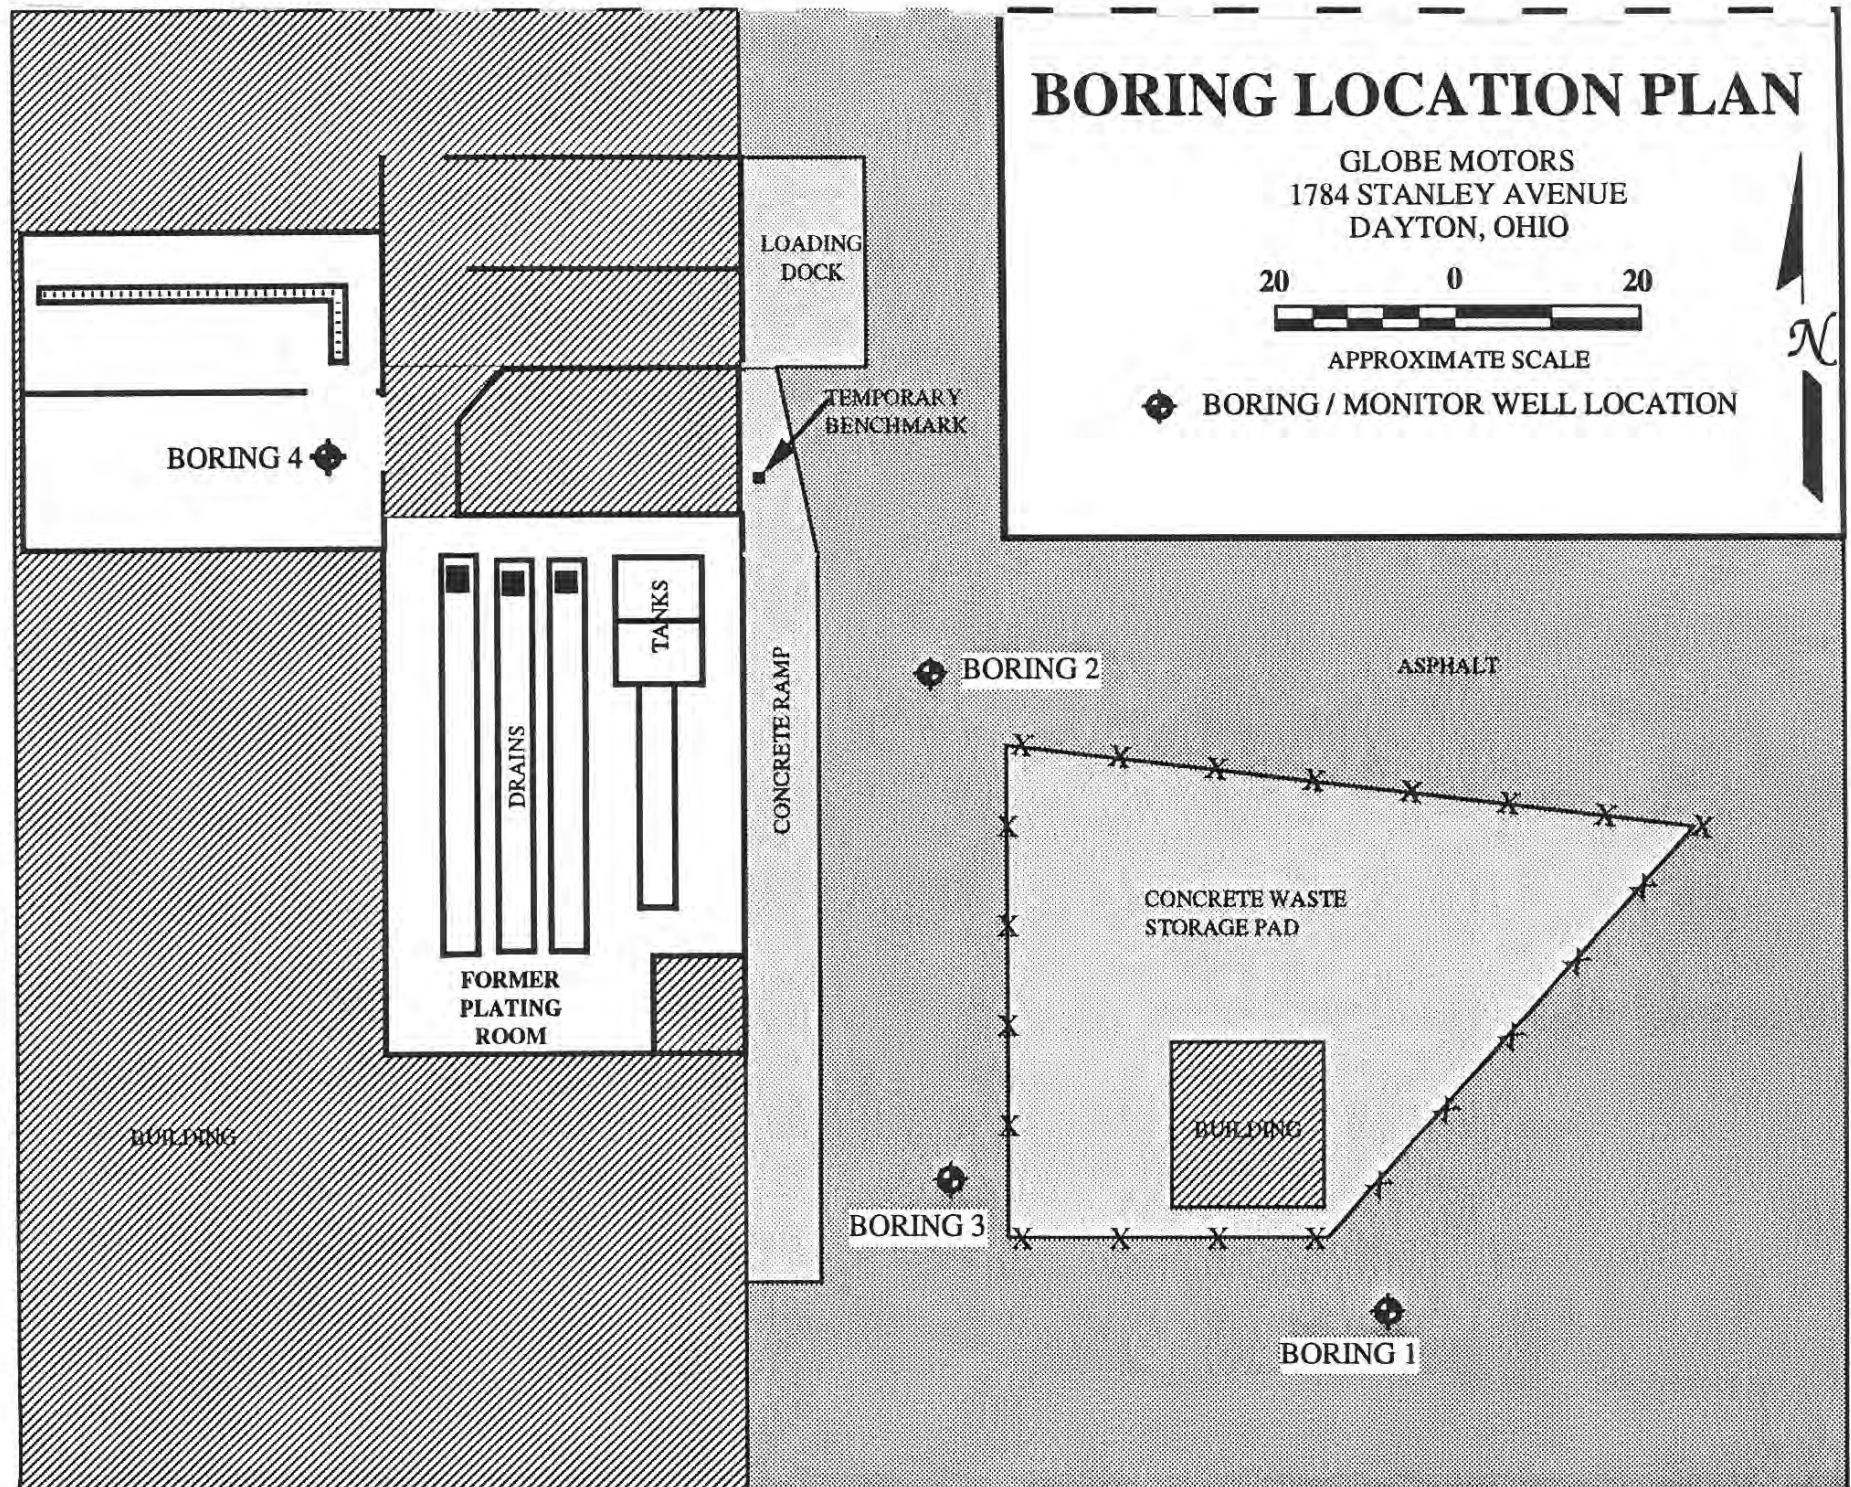 BORING LOCATION PLAN
GLOBE MOTORS
1784 STANLEY AVENUE
DAYTON, OHIO
20 0 20
APPROXIMATE SCALE
BORING / MONITOR WELL LOCATION
N
LOADING
DOCK
TEMPORARY
BENCHMARK
BORING 4
TANKS
DRAINS
CONCRETE RAMP
BORING 2
ASPHALT
CONCRETE WASTE
STORAGE PAD
FORMER
PLATING
ROOM
BUILDING
BUILDING
BORING 3
BORING 1